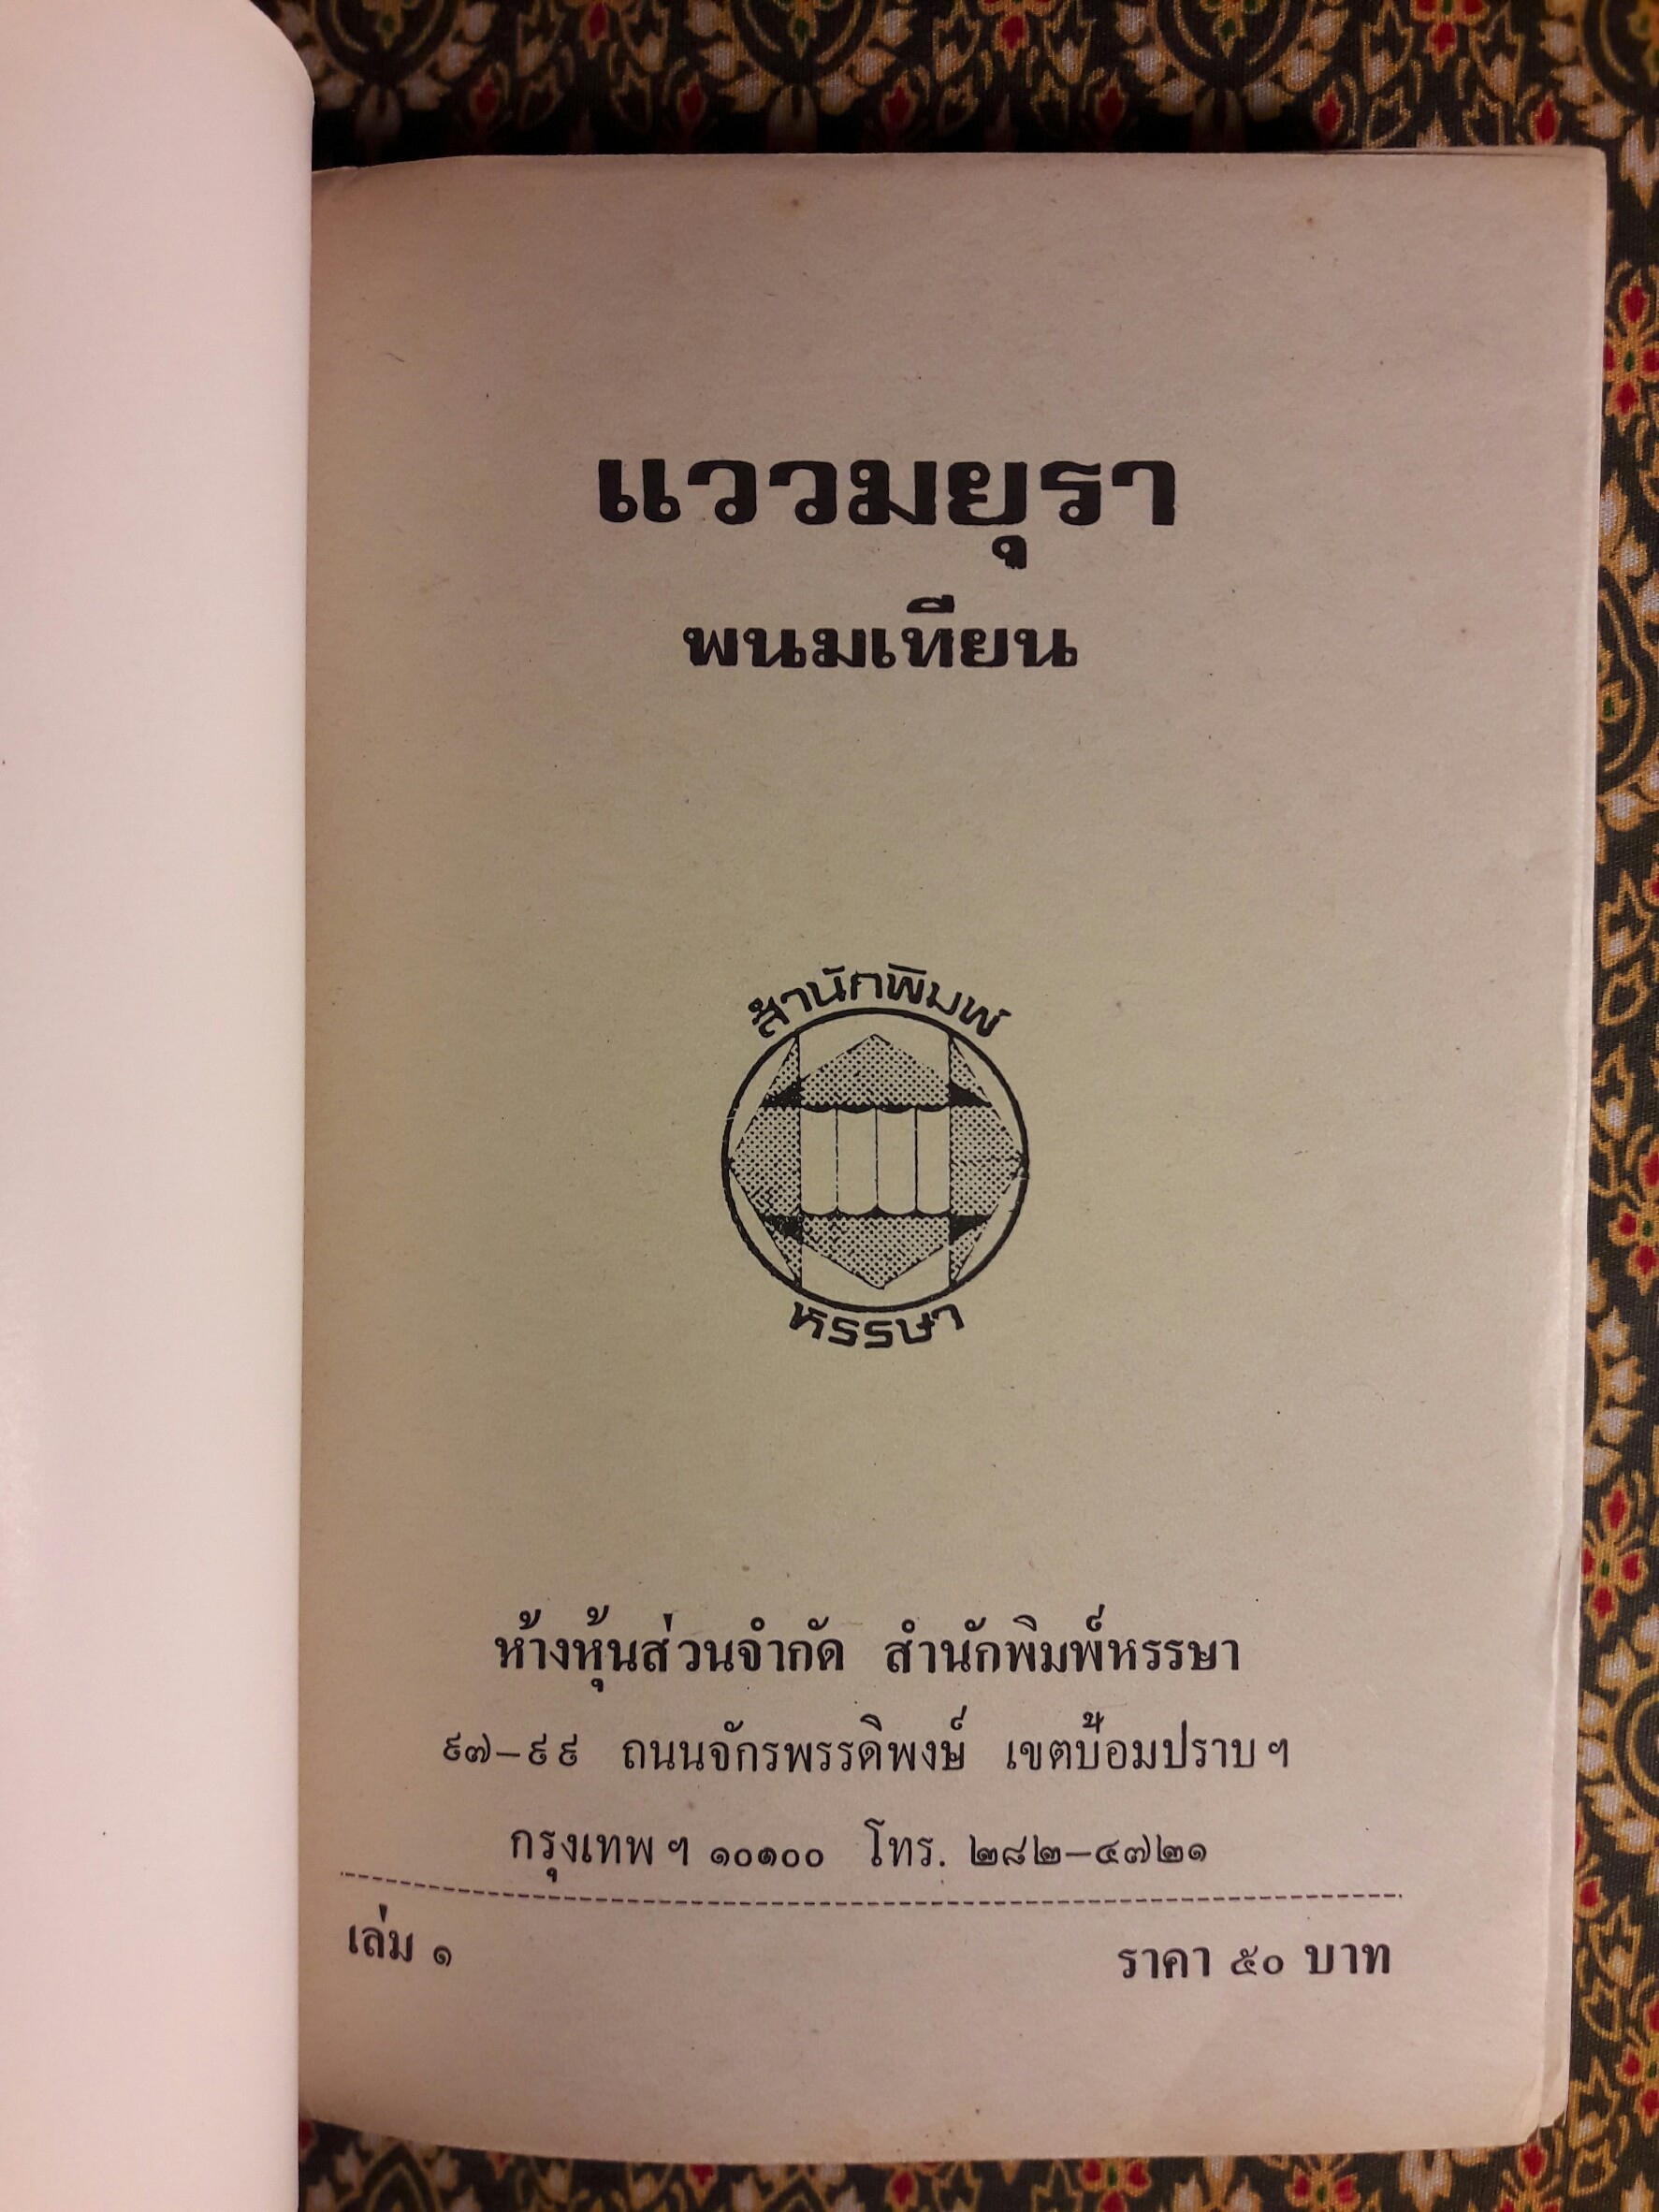 แววมยุรา
พนมเทียน
สำนักพิมพ์
หรรษา
ห้างหุ้นส่วนจำกัด สำนักพิมพ์หรรษา
๙๗–๙๙ ถนนจักรพรรดิพงษ์ เขตป้อมปราบฯ
กรุงเทพฯ ๑๐๑๐๐ โทร. ๒๘๒–๔๗๒๑
เล่ม ๑
ราคา ๕๐ บาท